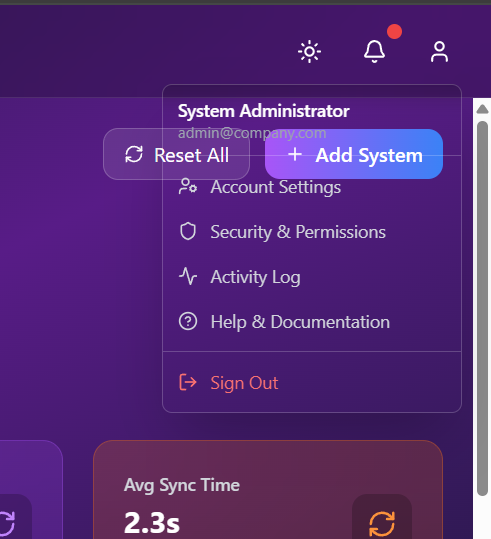 System Administrator
admin@company.com
Reset All
Add System
Account Settings
Security & Permissions
Activity Log
Help & Documentation
Sign Out
Avg Sync Time
2.3s